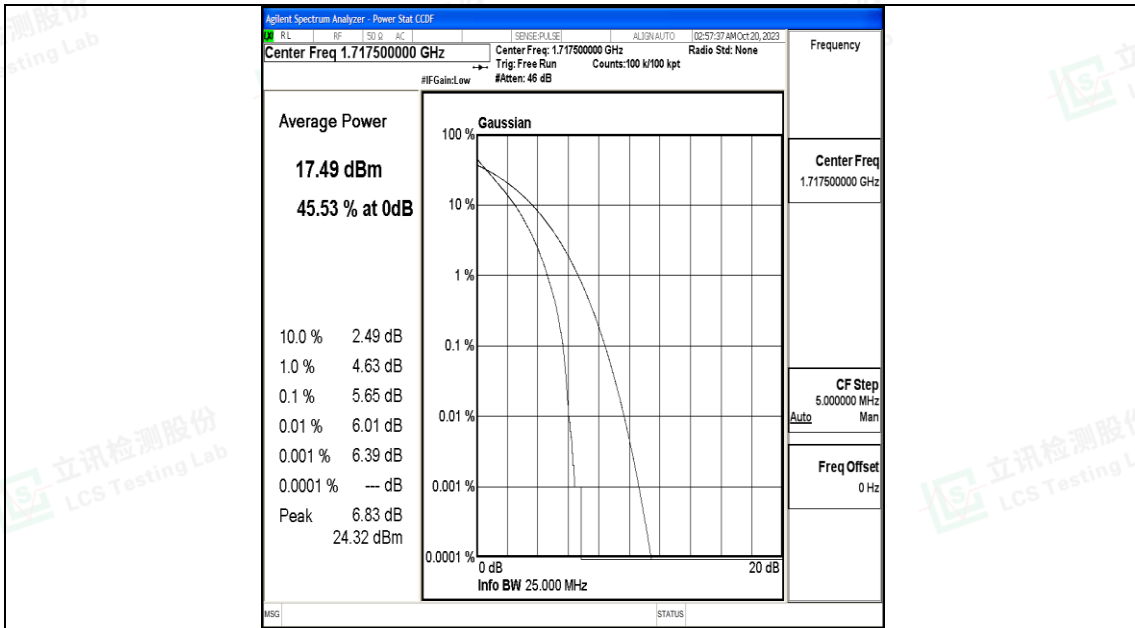 Agilent Spectrum Analyzer - Power Stat CCDF
RL RF 50 Ω AC SENSE:PULSE ALIGN AUTO 02:57:37 AM Oct 20, 2023
Center Freq 1.717500000 GHz
Center Freq: 1.717500000 GHz Radio Std: None
Trig: Free Run Counts:100 k/100 kpt
#IFGain:Low #Atten: 46 dB
Frequency
Average Power
17.49 dBm
45.53 % at 0dB
10.0 % 2.49 dB
1.0 % 4.63 dB
0.1 % 5.65 dB
0.01 % 6.01 dB
0.001 % 6.39 dB
0.0001 % --- dB
Peak 6.83 dB
24.32 dBm
Gaussian
100 %
10 %
1 %
0.1 %
0.01 %
0.001 %
0.0001 %
0 dB 20 dB
Info BW 25.000 MHz
Center Freq
1.717500000 GHz
CF Step
5.000000 MHz
Auto Man
Freq Offset
0 Hz
MSG STATUS
立讯检测股份
LCS Testing Lab
立讯检测股份
LCS Testing L